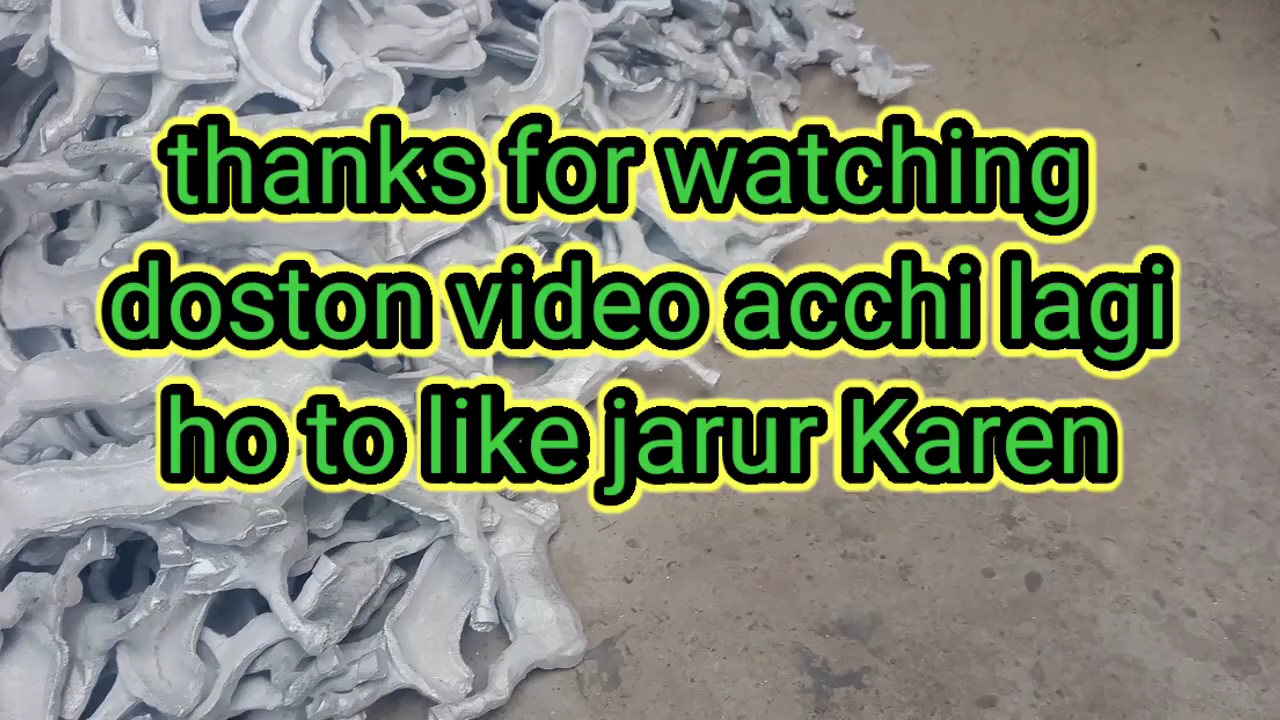 thanks for watching
doston video acchi lagi
ho to like jarur Karen